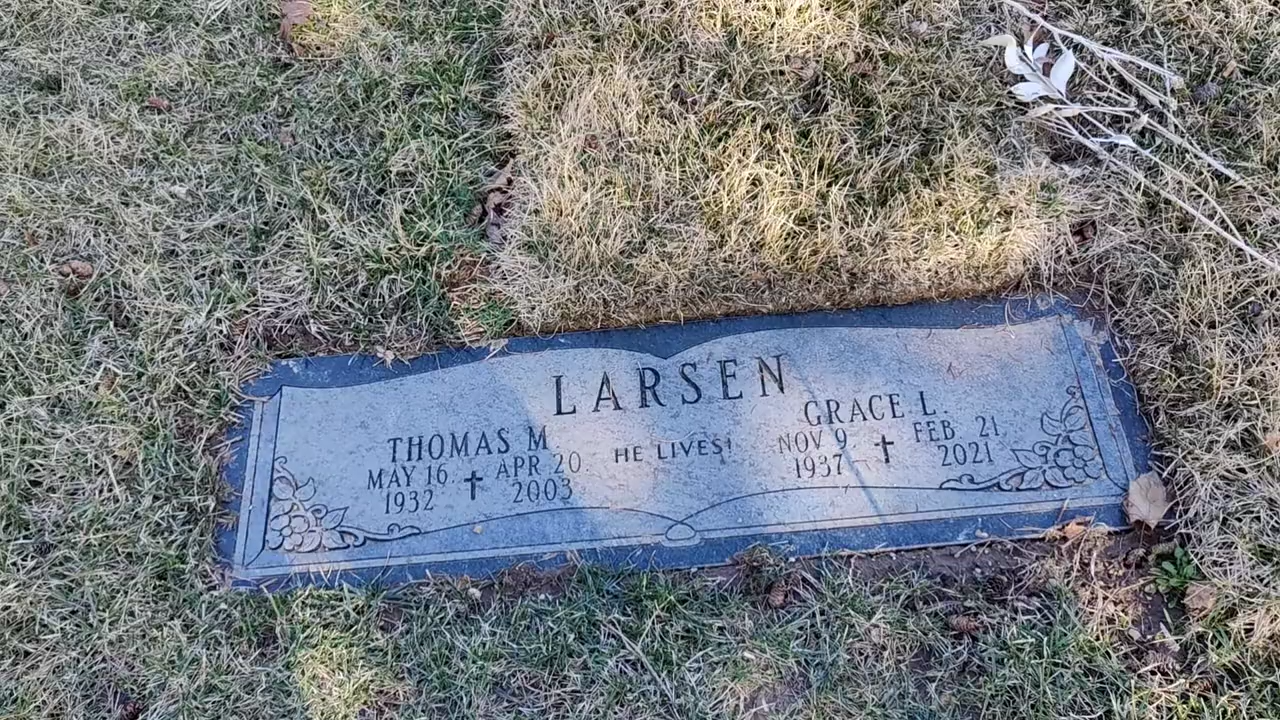 LARSEN
THOMAS M
MAY 16 ✝ APR 20
1932 2003
HE LIVES!
GRACE L.
NOV 9 ✝ FEB 21
1937 2021